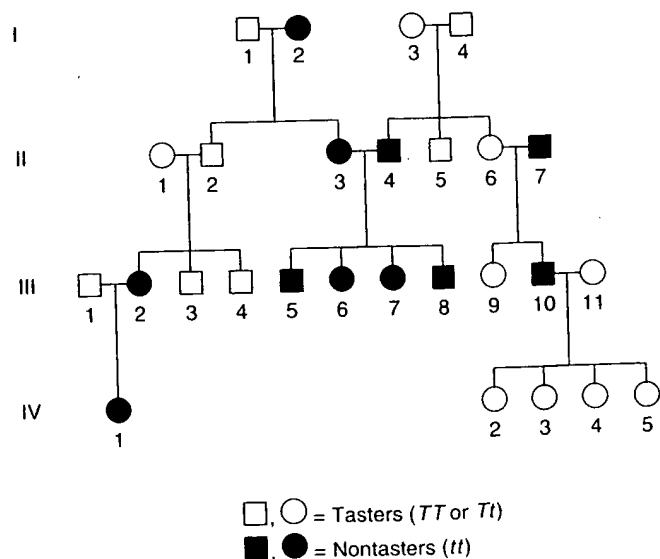 I
1 2 3 4
II
1 2 3 4 5 6 7
III
1 2 3 4 5 6 7 8 9 10 11
IV
1 2 3 4 5
□, ○ = Tasters (TT or Tt)
■, ● = Nontasters (tt)